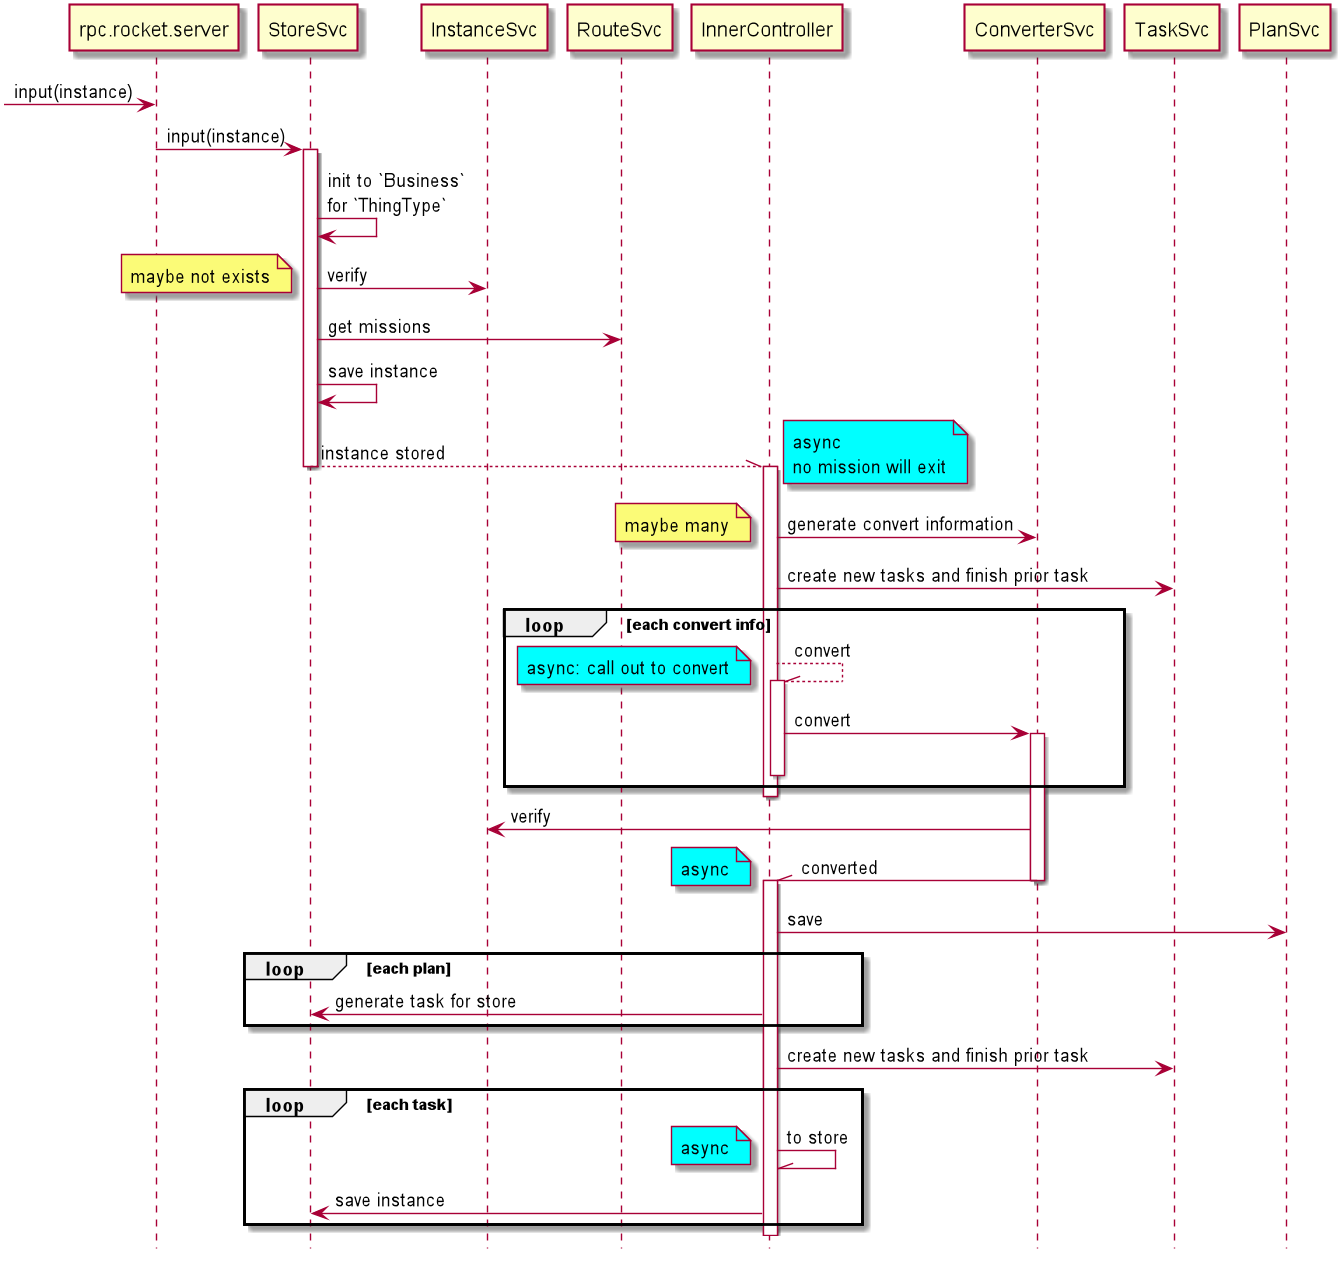 rpc.rocket.server
StoreSvc
InstanceSvc
RouteSvc
InnerController
ConverterSvc
TaskSvc
PlanSvc
input(instance)
input(instance)
init to `Business`
for `ThingType`
maybe not exists
verify
get missions
save instance
async
no mission will exit
instance stored
maybe many
generate convert information
create new tasks and finish prior task
loop
[each convert info]
convert
async: call out to convert
convert
verify
async
converted
save
loop
[each plan]
generate task for store
create new tasks and finish prior task
loop
[each task]
to store
async
save instance